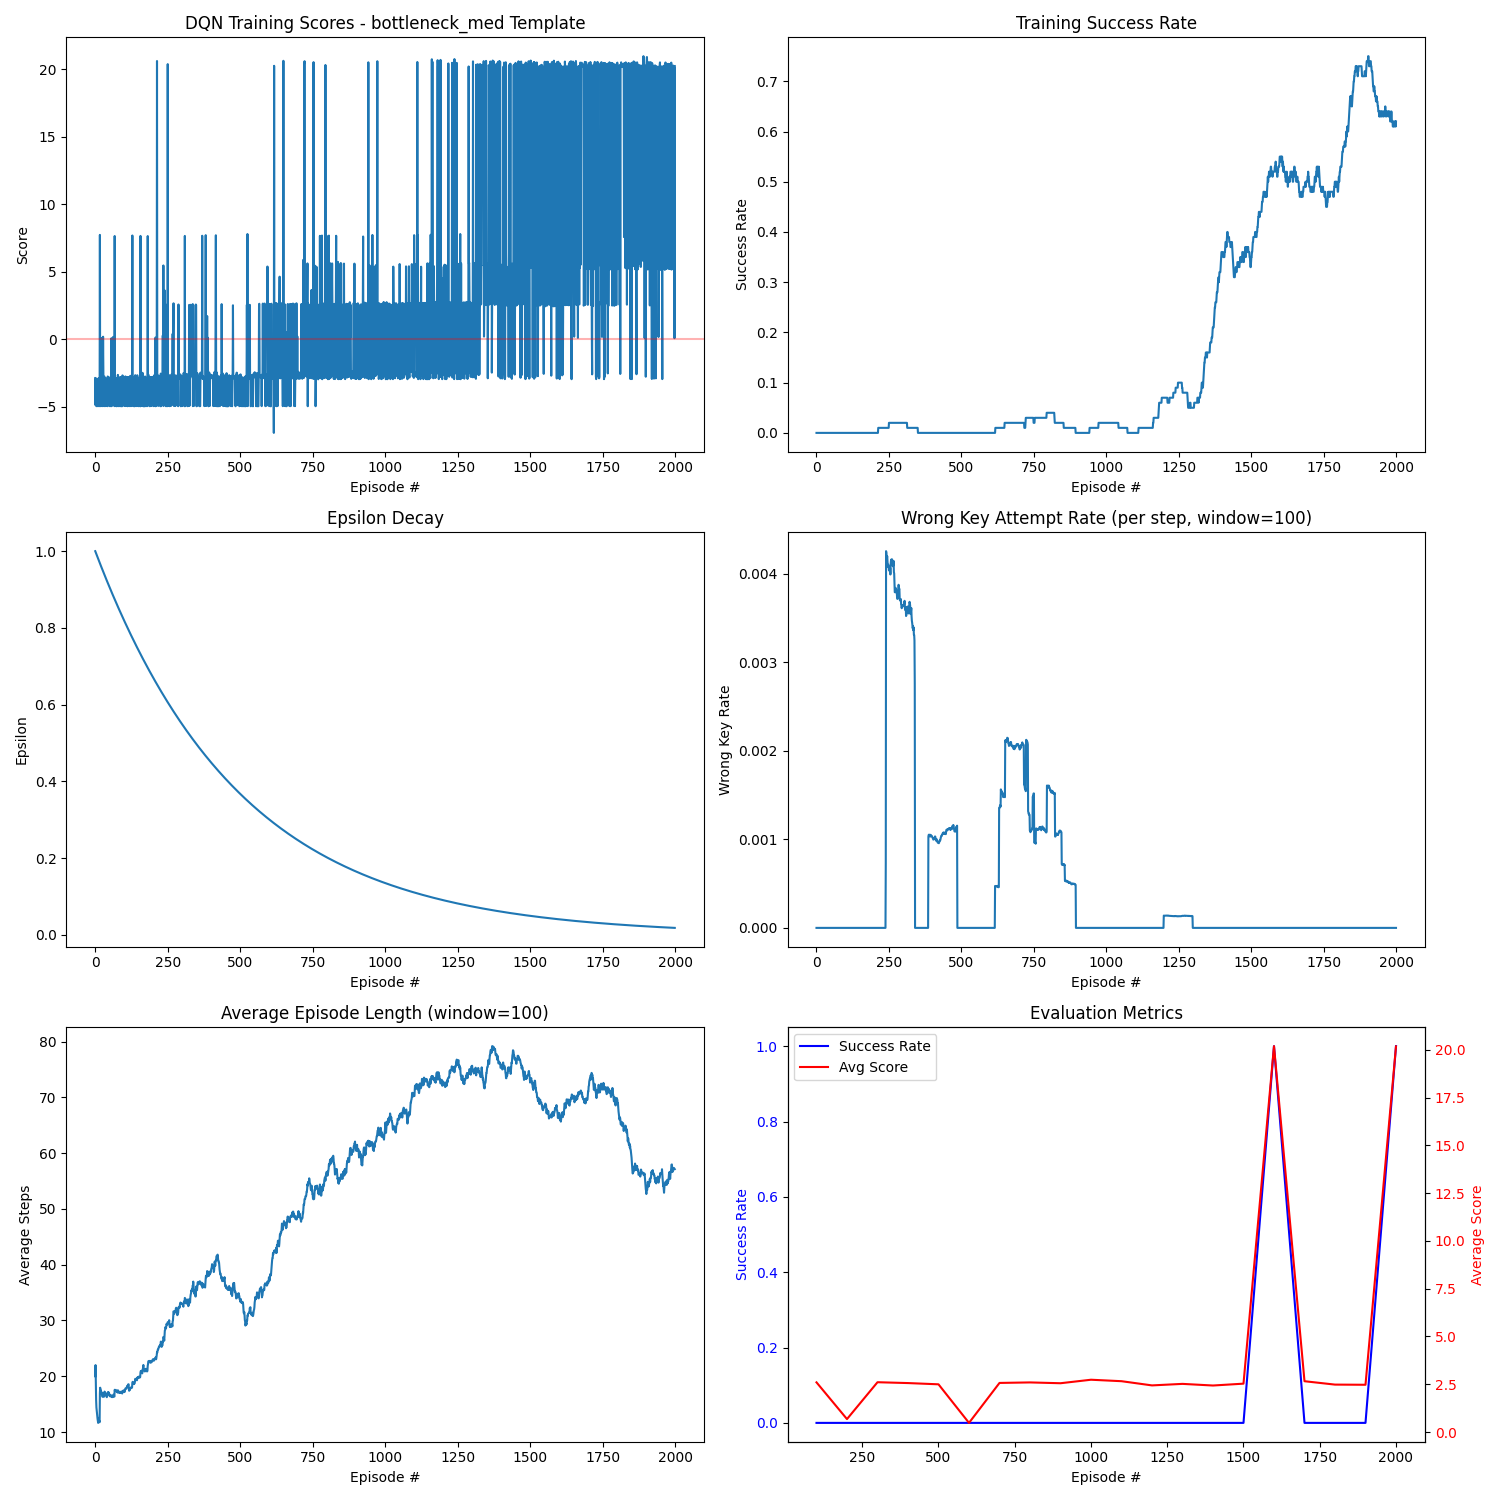 DQN Training Scores - bottleneck_med Template
20
15
10
5
0
−5
Score
0 250 500 750 1000 1250 1500 1750 2000
Episode #
Training Success Rate
0.7
0.6
0.5
0.4
0.3
0.2
0.1
0.0
Success Rate
0 250 500 750 1000 1250 1500 1750 2000
Episode #
Epsilon Decay
1.0
0.8
0.6
0.4
0.2
0.0
Epsilon
0 250 500 750 1000 1250 1500 1750 2000
Episode #
Wrong Key Attempt Rate (per step, window=100)
0.004
0.003
0.002
0.001
0.000
Wrong Key Rate
0 250 500 750 1000 1250 1500 1750 2000
Episode #
Average Episode Length (window=100)
80
70
60
50
40
30
20
10
Average Steps
0 250 500 750 1000 1250 1500 1750 2000
Episode #
Evaluation Metrics
Success Rate
Avg Score
1.0
0.8
0.6
0.4
0.2
0.0
Success Rate
20.0
17.5
15.0
12.5
10.0
7.5
5.0
2.5
0.0
Average Score
250 500 750 1000 1250 1500 1750 2000
Episode #